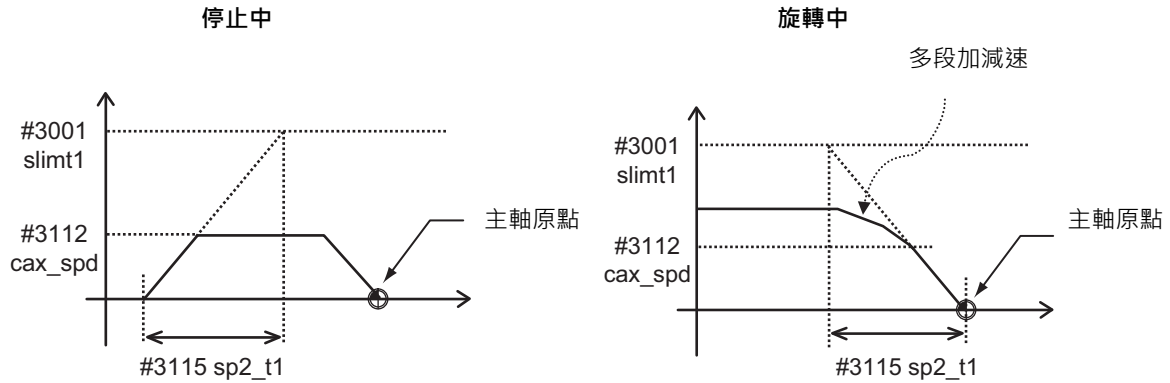 停止中
#3001
slimt1
#3112
cax_spd
主軸原點
#3115 sp2_t1
旋轉中
多段加減速
#3001
slimt1
#3112
cax_spd
主軸原點
#3115 sp2_t1